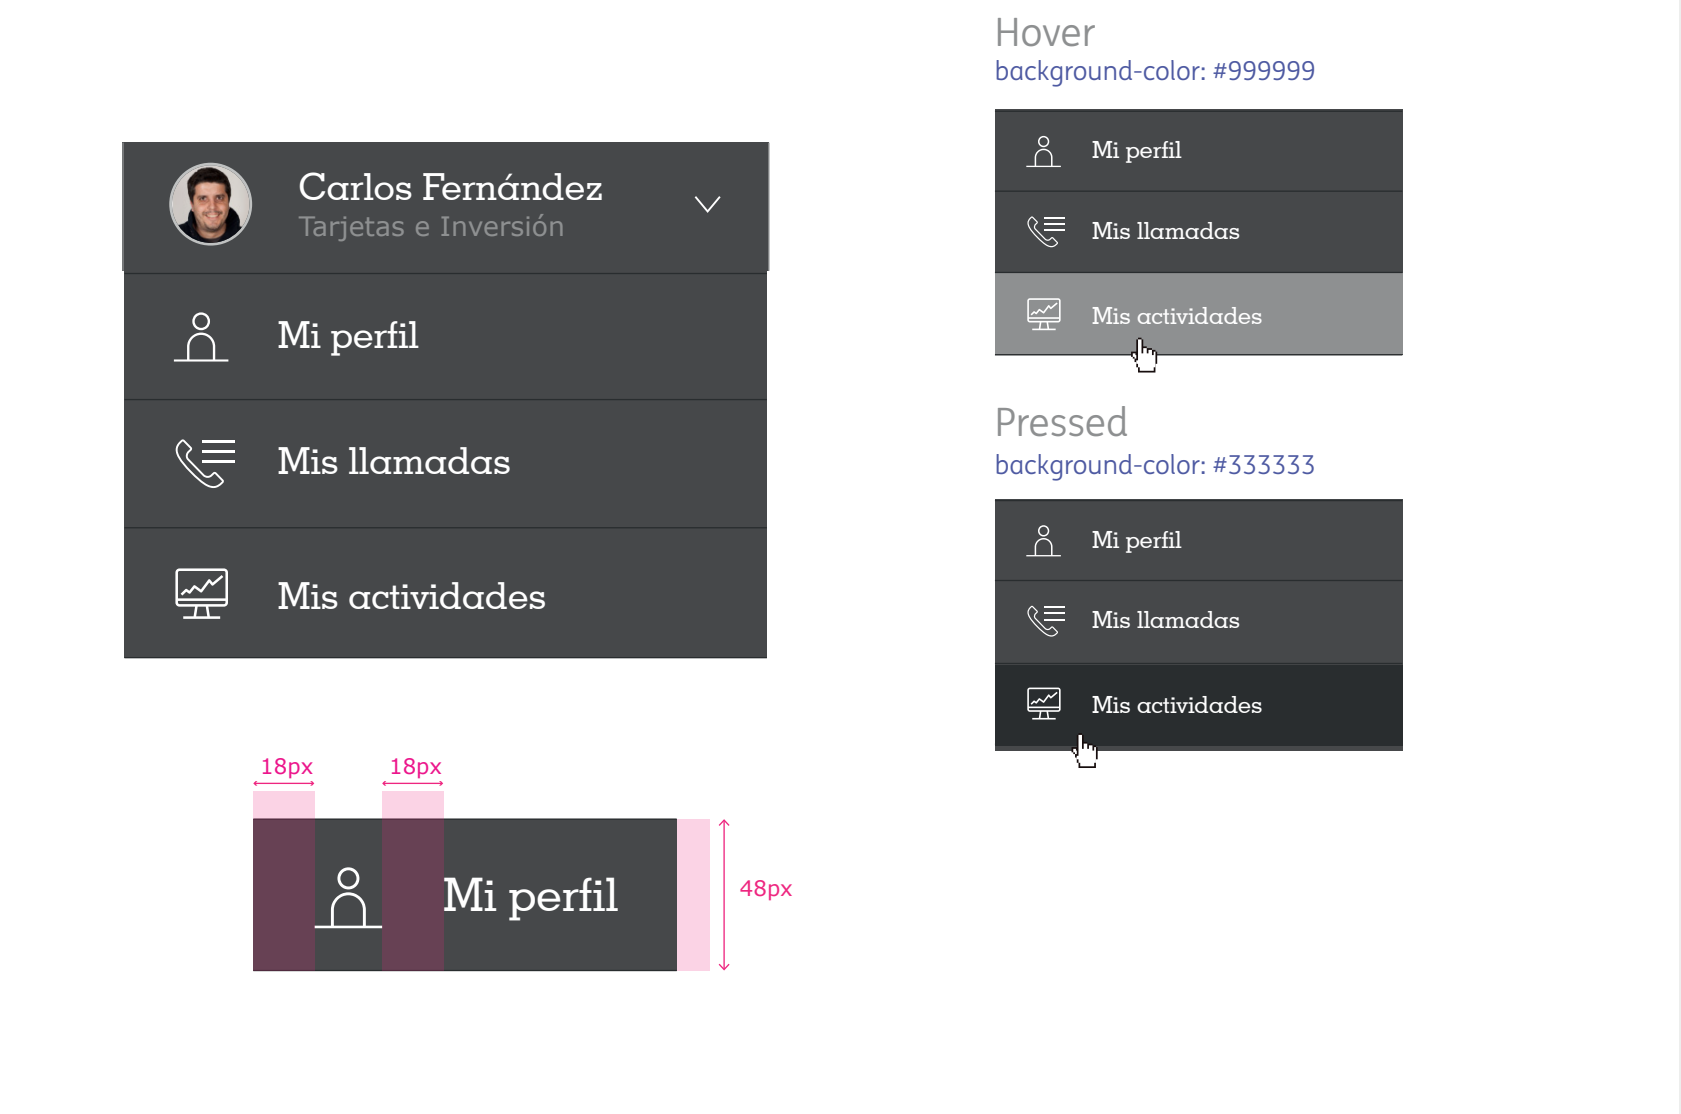 Carlos Fernández
Tarjetas e Inversión
Mi perfil
Mis llamadas
Mis actividades
18px
18px
Mi perfil
48px
Hover
background-color: #999999
Mi perfil
Mis llamadas
Mis actividades
Pressed
background-color: #333333
Mi perfil
Mis llamadas
Mis actividades